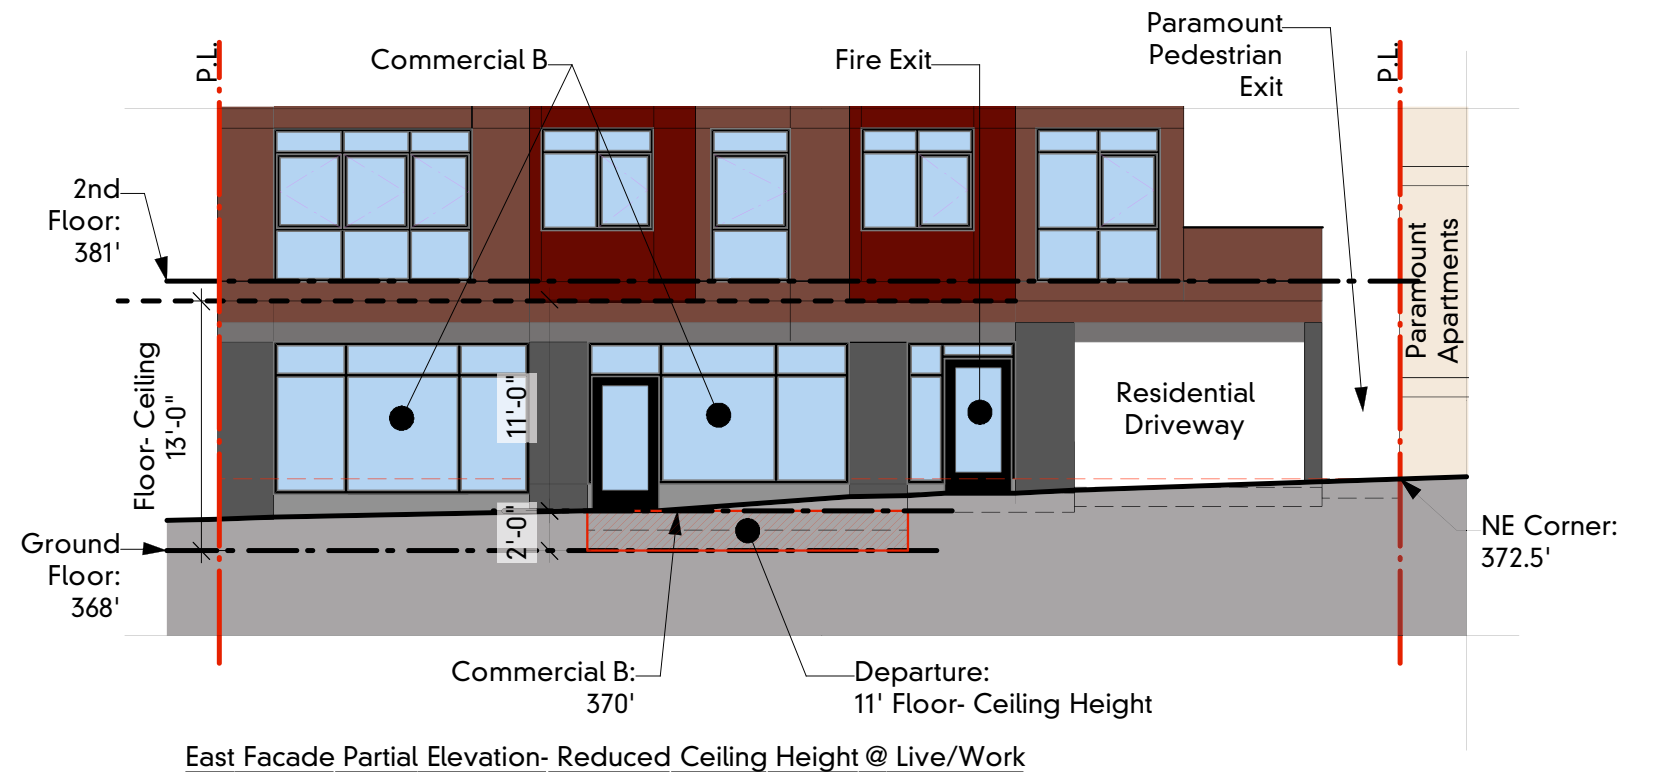 Paramount
Pedestrian
Exit
Commercial B
Fire Exit
P.L.
P.L.
2nd
Floor:
381'
Paramount
Apartments
Floor- Ceiling
13'-0"
11'-0"
Residential
Driveway
2'-0"
Ground
Floor:
368'
NE Corner:
372.5'
Commercial B:
370'
Departure:
11' Floor- Ceiling Height
East Facade Partial Elevation- Reduced Ceiling Height @ Live/Work